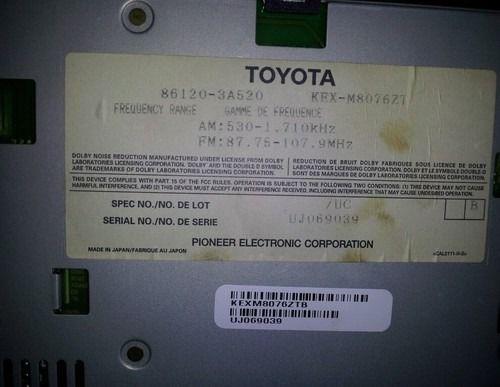 TOYOTA
86120-3A520 KEX-M8076ZT
FREQUENCY RANGE GAMME DE FREQUENCE
AM:530-1,710kHz
FM:87.75-107.9MHz
DOLBY NOISE REDUCTION MANUFACTURED UNDER LICENSE FROM DOLBY
LABORATORIES LICENSING CORPORATION. "DOLBY" AND THE DOUBLE-D SYMBOL
ARE TRADEMARKS OF DOLBY LABORATORIES LICENSING CORPORATION.
REDUCTION DE BRUIT DOLBY FABRIQUEE SOUS LICENCE DE DOLBY
LABORATORIES LICENSING CORPORATION. DOLBY ET LE SYMBOLE DOUBLE-D
SONT DES MARQUES DE DOLBY LABORATORIES LICENSING CORPORATION.
THIS DEVICE COMPLIES WITH PART 15 OF THE FCC RULES. OPERATION IS SUBJECT TO THE FOLLOWING TWO CONDITIONS: (1) THIS DEVICE MAY NOT CAUSE
HARMFUL INTERFERENCE, AND (2) THIS DEVICE MUST ACCEPT ANY INTERFERENCE RECEIVED, INCLUDING INTERFERENCE THAT MAY CAUSE UNDESIRED OPERATION.
SPEC NO./NO. DE LOT /UC B
SERIAL NO./NO. DE SERIE UJ069039
PIONEER ELECTRONIC CORPORATION
MADE IN JAPAN/FABRIQUE AU JAPON
KEXM8076ZTB
UJ069039